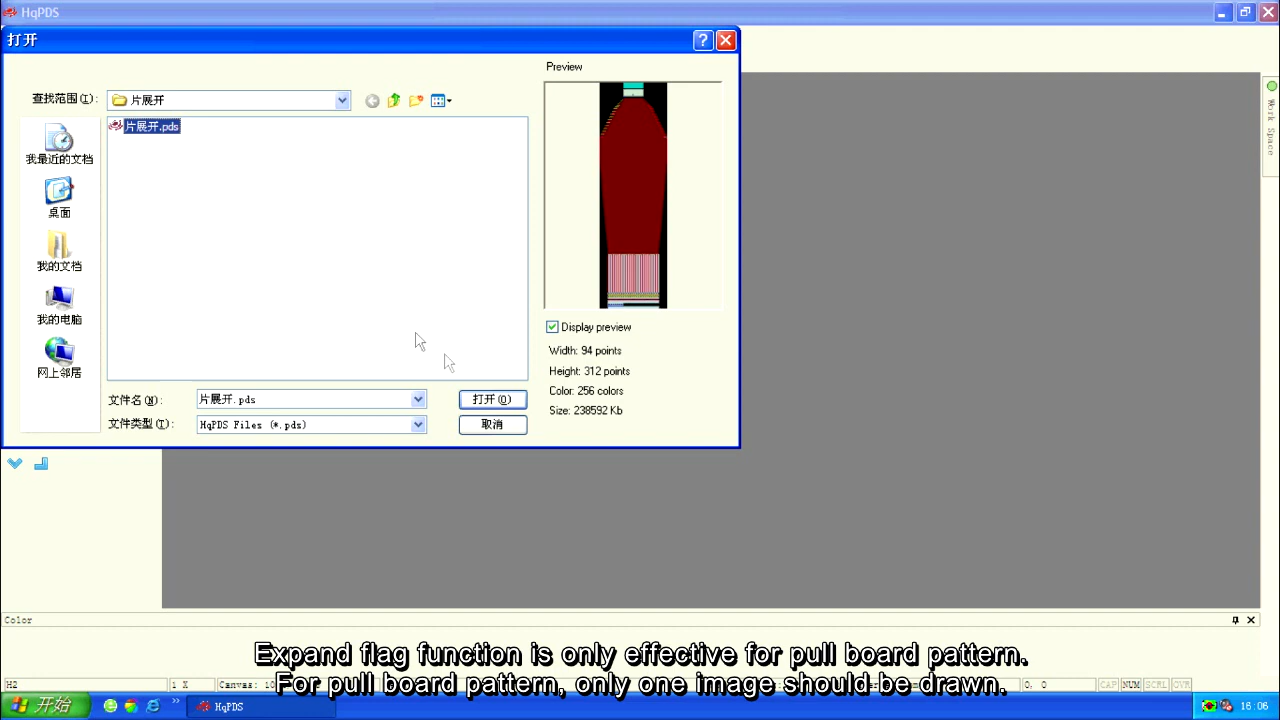 HqPDS
打开
Preview
查找范围(I):
片展开
片展开.pds
我最近的文档
桌面
我的文档
我的电脑
网上邻居
Display preview
Width: 94 points
Height: 312 points
Color: 256 colors
Size: 238592 Kb
文件名(N):
片展开.pds
打开(O)
文件类型(T):
HqPDS Files (*.pds)
取消
Work Space
Color
Expand flag function is only effective for pull board pattern.
For pull board pattern, only one image should be drawn.
H2
1 X
Canvas: 10
0, 0
CAP NUM SCRL OVR
开始
HqPDS
16:06